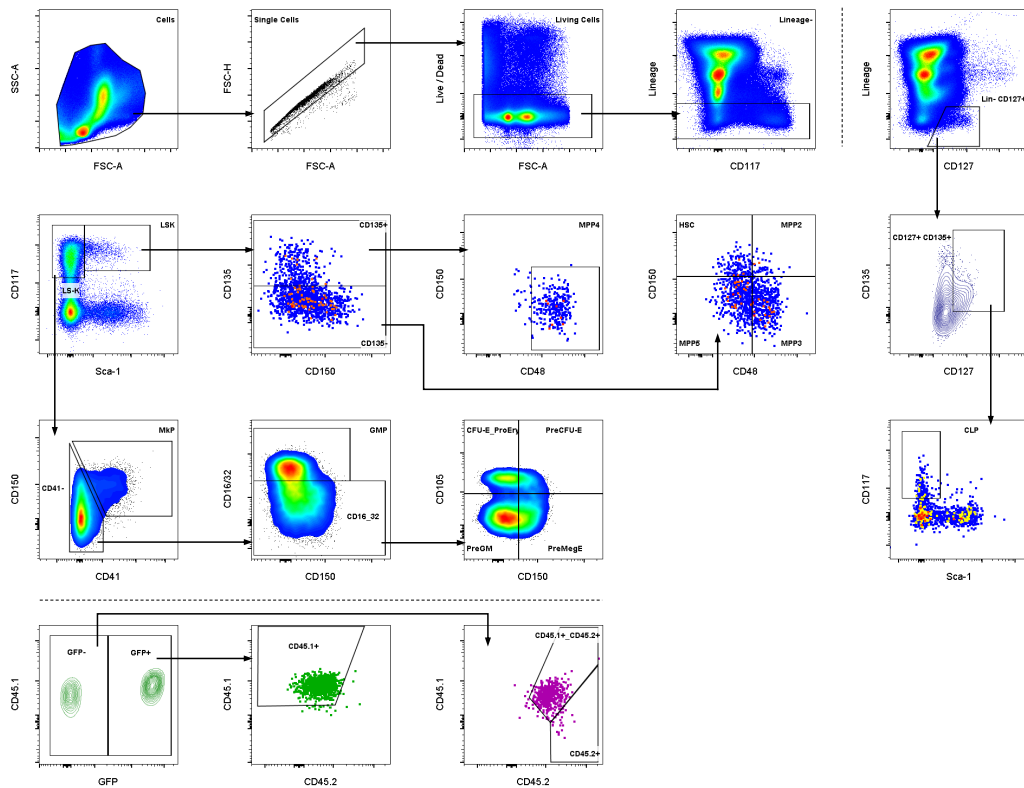 Cells
SSC-A
FSC-A
Single Cells
FSC-H
FSC-A
Living Cells
Live / Dead
FSC-A
Lineage-
Lineage
CD117
Lin- CD127+
Lineage
CD127
LSK
LS-K
CD117
Sca-1
CD135+
CD135-
CD135
CD150
MPP4
CD150
CD48
HSC
MPP2
MPP5
MPP3
CD150
CD48
CD127+ CD135+
CD135
CD127
MkP
CD41-
CD150
CD41
GMP
CD16_32
CD16/32
CD150
CFU-E_ProEry
PreCFU-E
PreGM
PreMegE
CD105
CD150
CLP
CD117
Sca-1
GFP-
GFP+
CD45.1
GFP
CD45.1+
CD45.1
CD45.2
CD45.1+_CD45.2+
CD45.2+
CD45.1
CD45.2